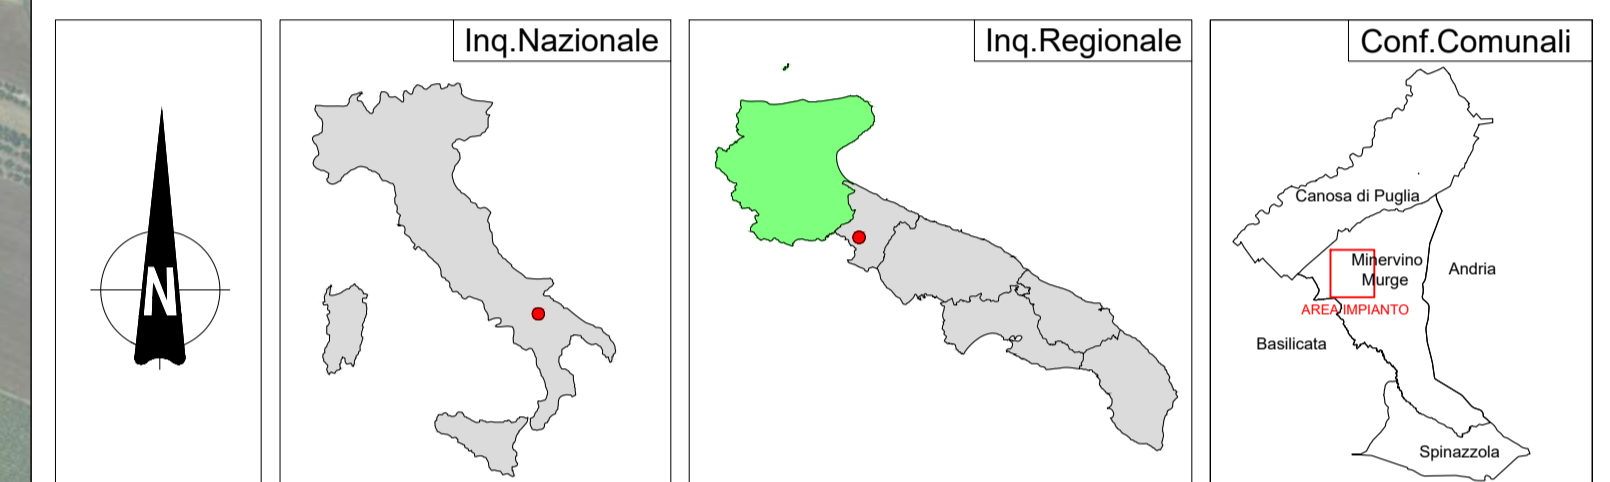 N
Inq.Nazionale
Inq.Regionale
Conf.Comunali
Canosa di Puglia
Minervino
Murge
Andria
AREA IMPIANTO
Basilicata
Spinazzola